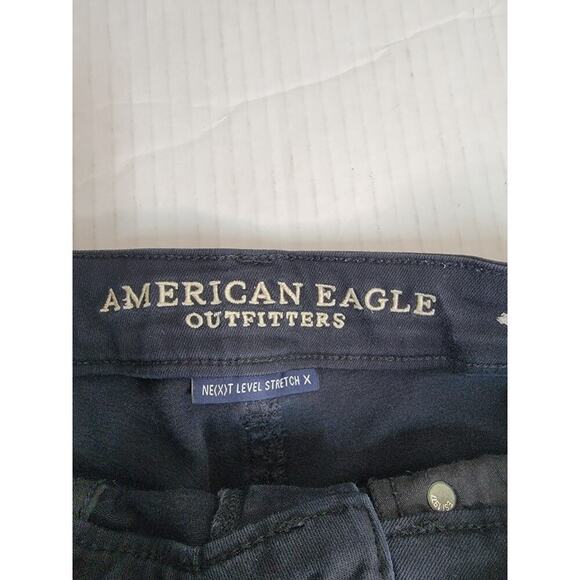 AMERICAN EAGLE
OUTFITTERS
NE(X)T LEVEL STRETCH X